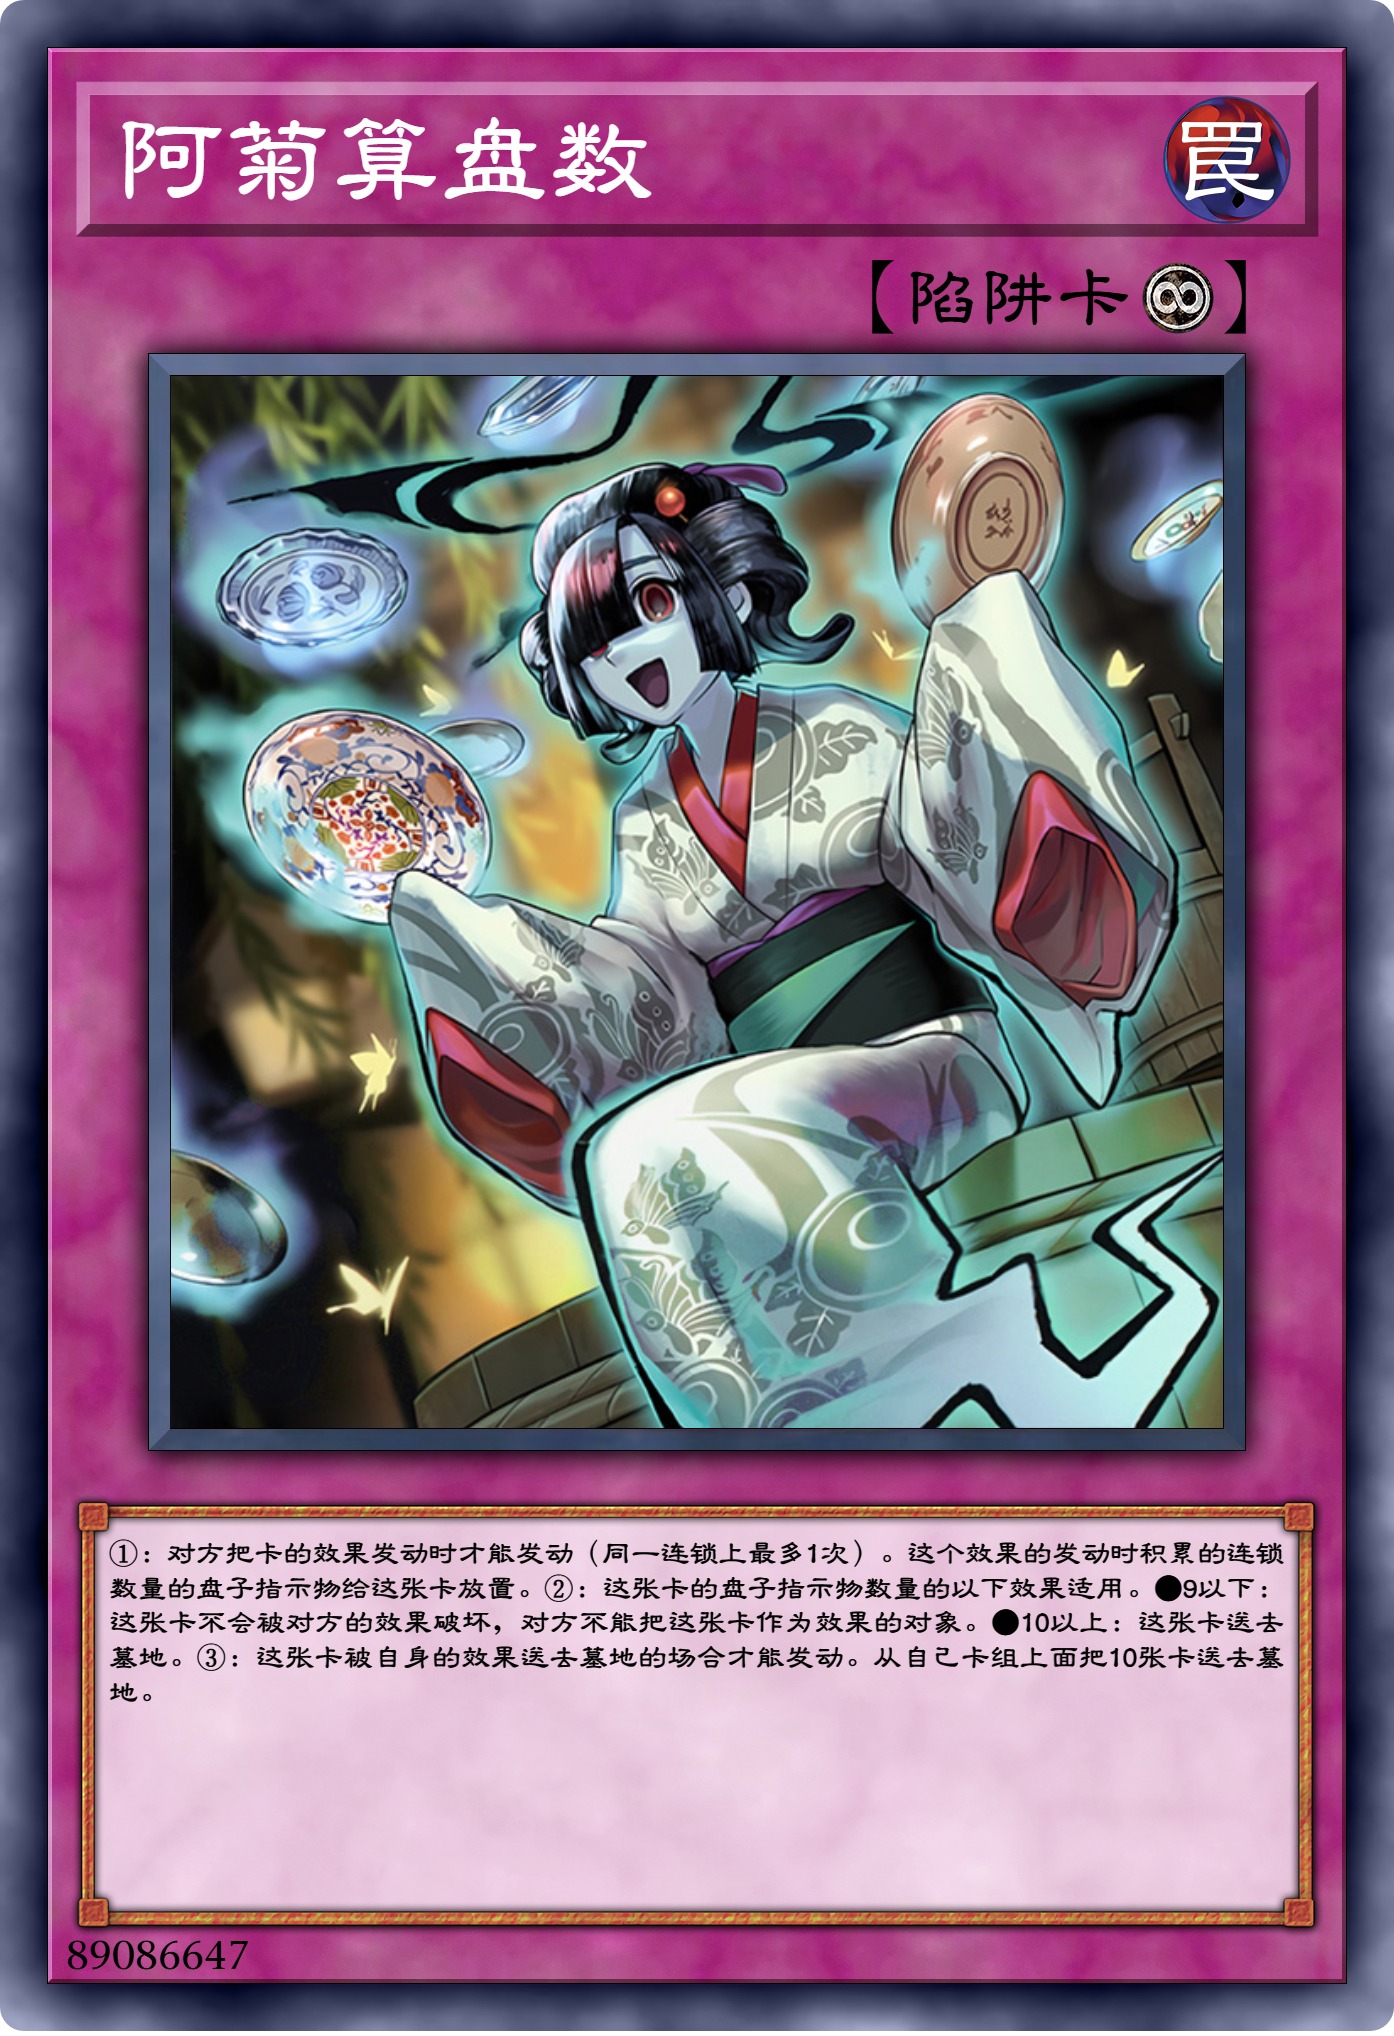 阿菊算盘数
罠
【陷阱卡】
①：对方把卡的效果发动时才能发动（同一连锁上最多1次）。这个效果的发动时积累的连锁
数量的盘子指示物给这张卡放置。②：这张卡的盘子指示物数量的以下效果适用。●9以下：
这张卡不会被对方的效果破坏，对方不能把这张卡作为效果的对象。●10以上：这张卡送去
墓地。③：这张卡被自身的效果送去墓地的场合才能发动。从自己卡组上面把10张卡送去墓
地。
89086647